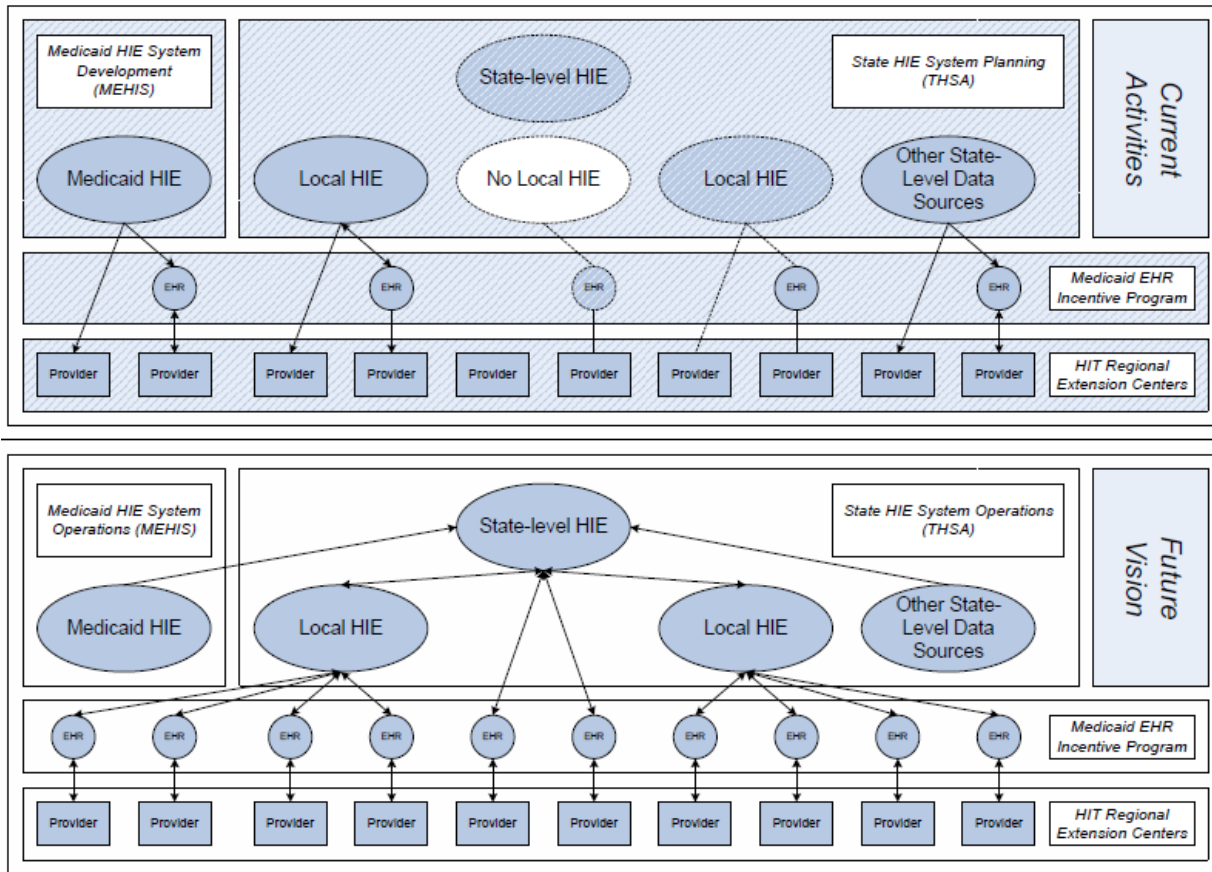 Medicaid HIE System
Development
(MEHIS)
State-level HIE
State HIE System Planning
(THSA)
Current
Activities
Medicaid HIE
Local HIE
No Local HIE
Local HIE
Other State-
Level Data
Sources
EHR
EHR
EHR
EHR
EHR
Medicaid EHR
Incentive Program
Provider
Provider
Provider
Provider
Provider
Provider
Provider
Provider
Provider
Provider
HIT Regional
Extension Centers
Medicaid HIE System
Operations (MEHIS)
State-level HIE
State HIE System Operations
(THSA)
Future
Vision
Medicaid HIE
Local HIE
Local HIE
Other State-
Level Data
Sources
EHR
EHR
EHR
EHR
EHR
EHR
EHR
EHR
EHR
EHR
Medicaid EHR
Incentive Program
Provider
Provider
Provider
Provider
Provider
Provider
Provider
Provider
Provider
Provider
HIT Regional
Extension Centers